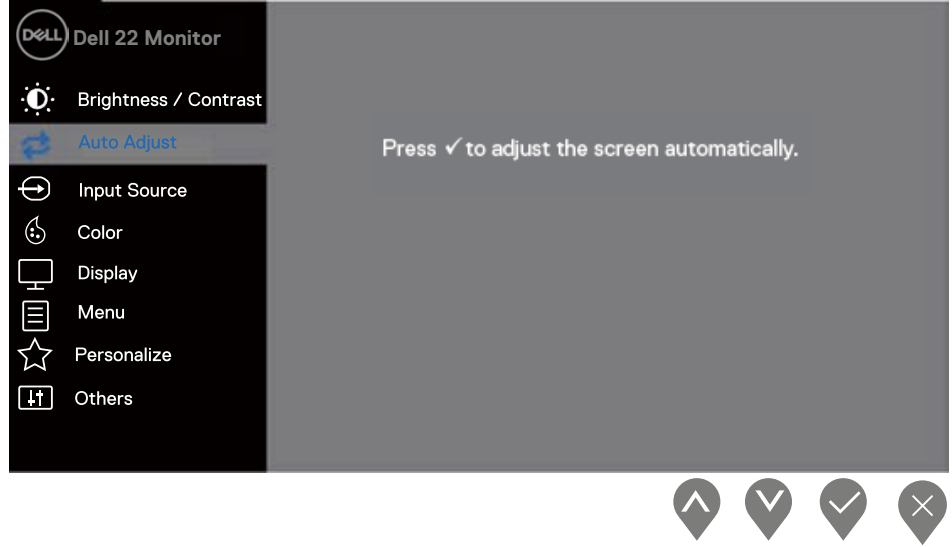 DELL Dell 22 Monitor
Brightness / Contrast
Auto Adjust
Press ✓ to adjust the screen automatically.
Input Source
Color
Display
Menu
Personalize
Others